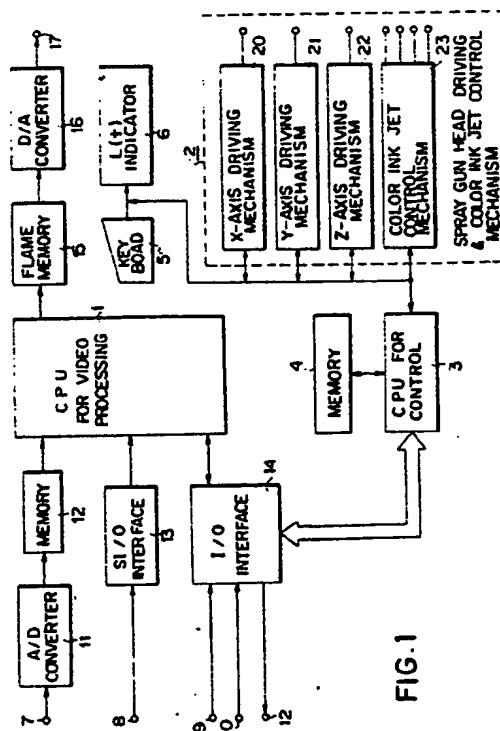 7
A/D
CONVERTER
11
MEMORY
12
8
SI/O
INTERFACE
13
9
0
12
I/O
INTERFACE
14
CPU
FOR VIDEO
PROCESSING
1
FLAME
MEMORY
15
D/A
CONVERTER
16
17
KEY
BOAD
5
L(†)
INDICATOR
6
MEMORY
4
CPU FOR
CONTROL
3
2
X-AXIS DRIVING
MECHANISM
20
Y-AXIS DRIVING
MECHANISM
21
Z-AXIS DRIVING
MECHANISM
22
COLOR INK JET
CONTROL
MECHANISM
23
SPRAY GUN HEAD DRIVING
& COLOR INK JET CONTROL
MECHANISM
FIG.1